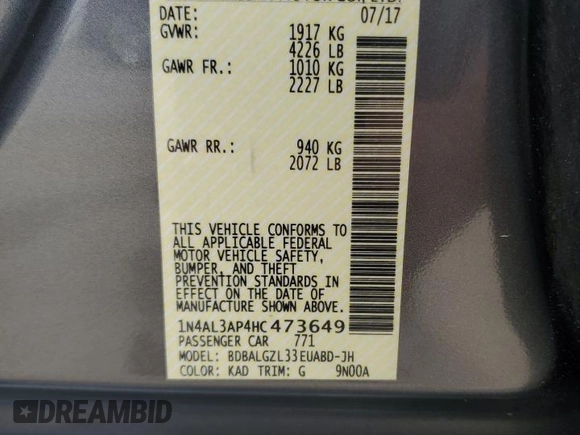 DATE: 07/17
GVWR: 1917 KG
4226 LB
GAWR FR.: 1010 KG
2227 LB
GAWR RR.: 940 KG
2072 LB
THIS VEHICLE CONFORMS TO
ALL APPLICABLE FEDERAL
MOTOR VEHICLE SAFETY,
BUMPER, AND THEFT
PREVENTION STANDARDS IN
EFFECT ON THE DATE OF
MANUFACTURE SHOWN ABOVE.
1N4AL3AP4HC473649
PASSENGER CAR 771
MODEL: BDBALGZL33EUABD-JH
COLOR: KAD TRIM: G 9N00A
DREAMBID